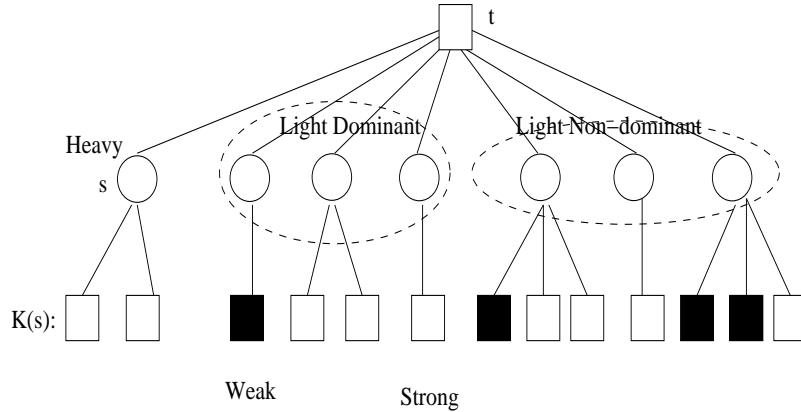 t
Light Dominant
Light Non-dominant
Heavy
s
K(s):
Weak
Strong